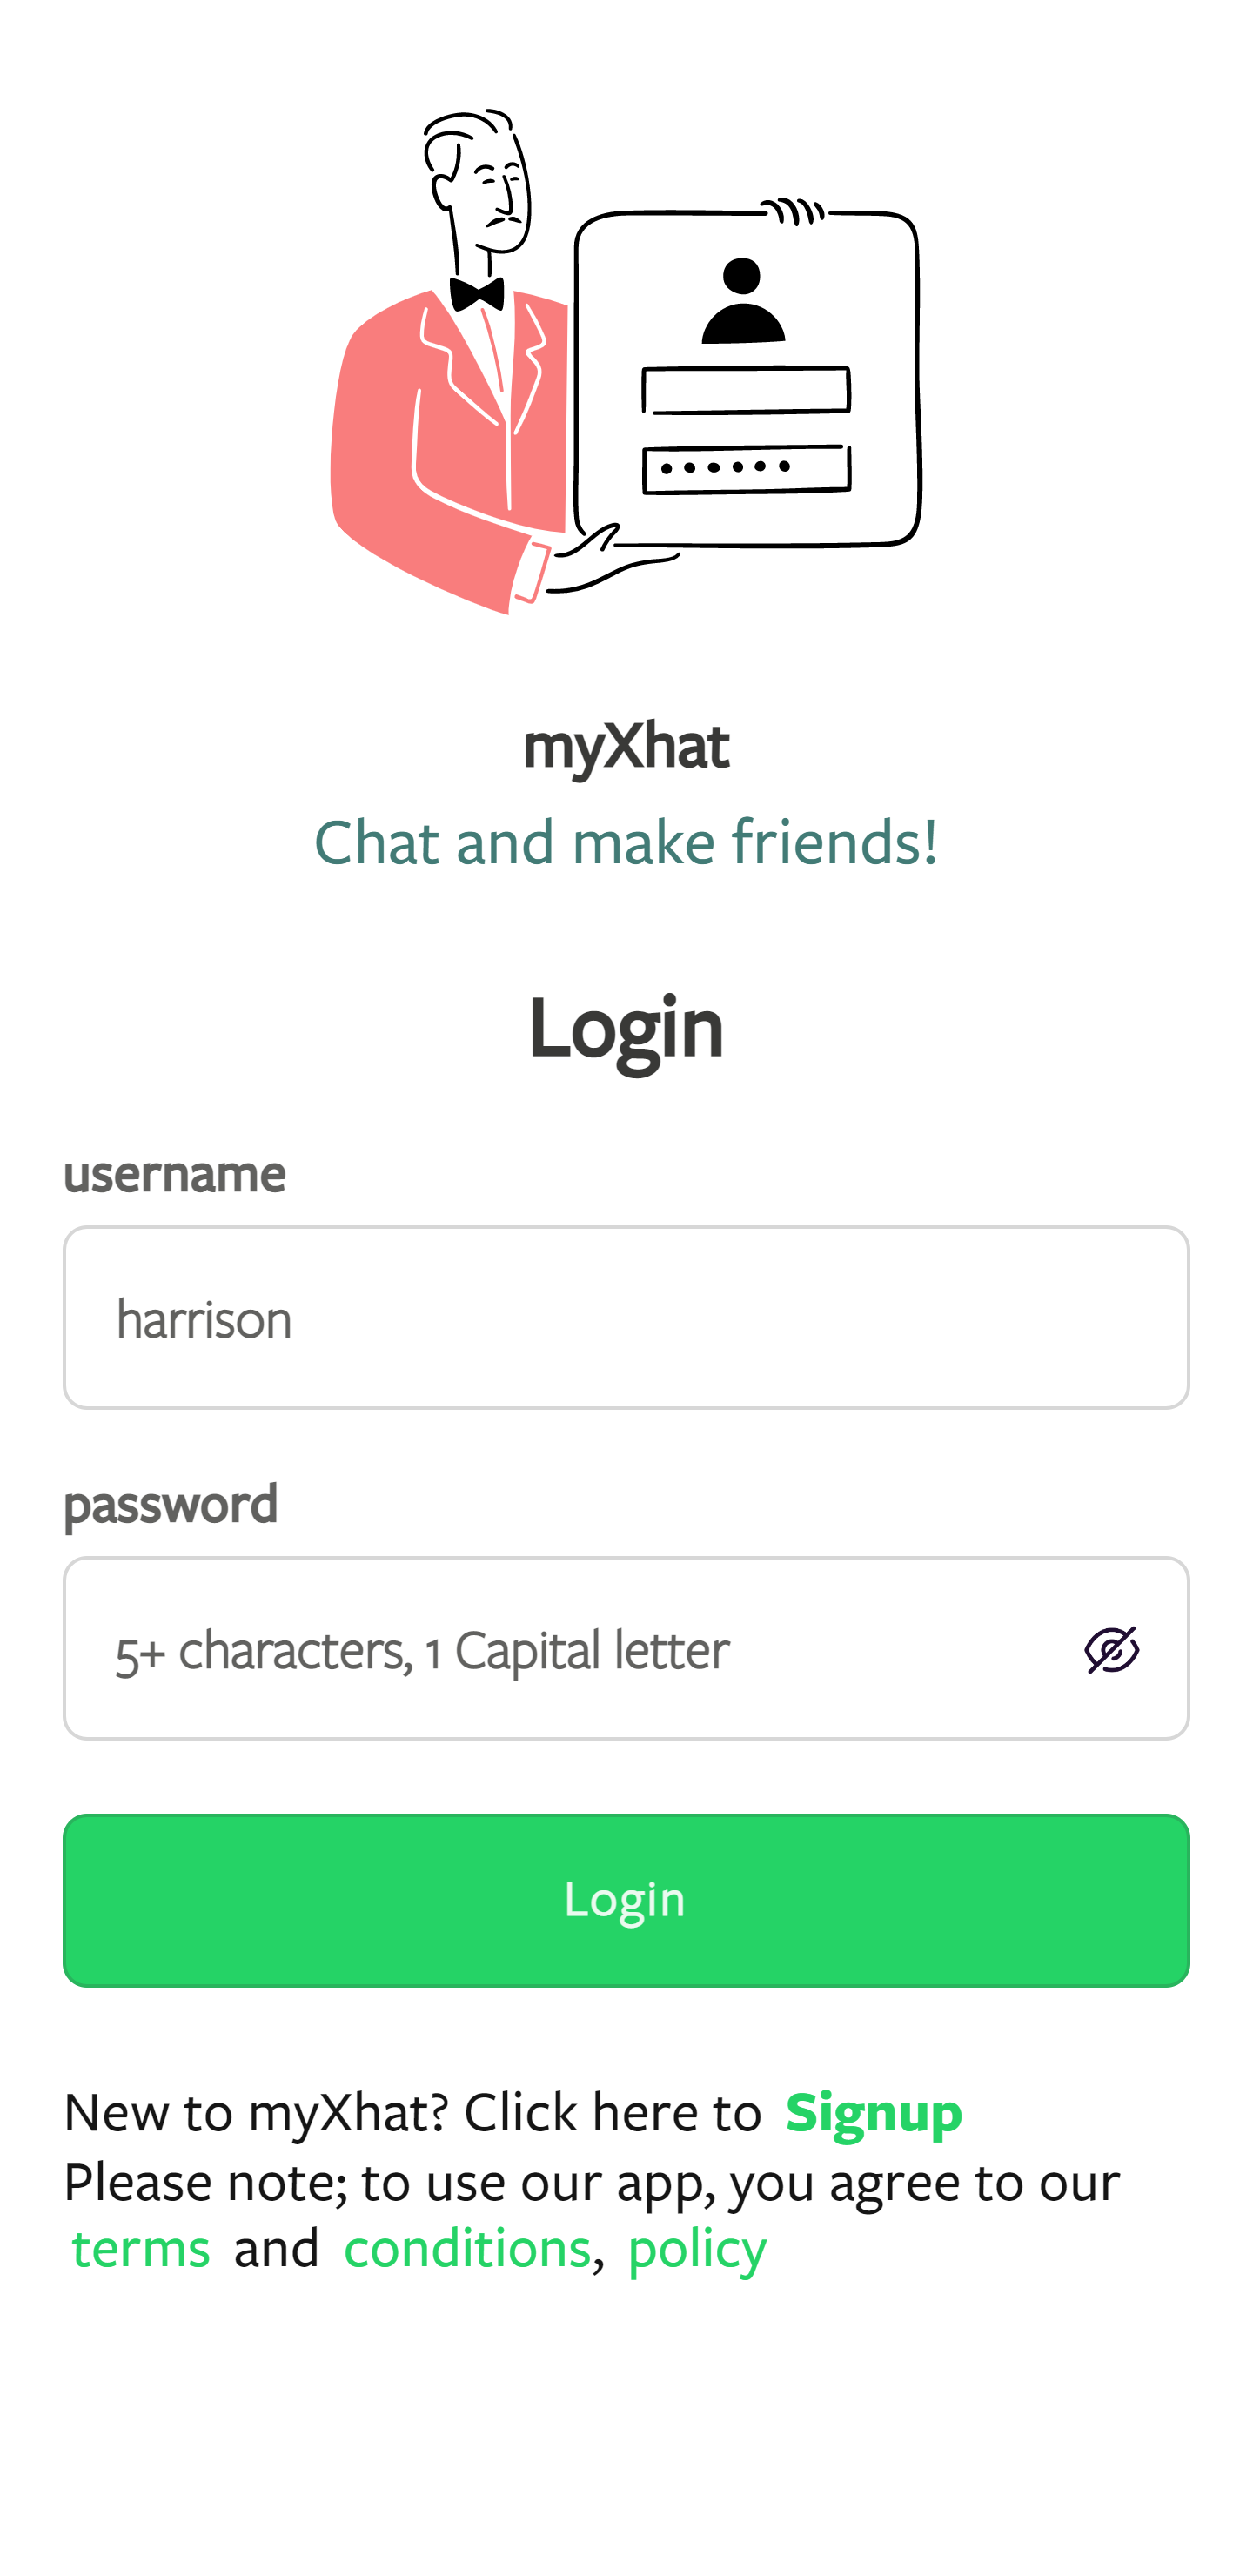 myXhat
Chat and make friends!
Login
username
harrison
password
5+ characters, 1 Capital letter
Login
New to myXhat? Click here to Signup
Please note; to use our app, you agree to our
terms and conditions, policy